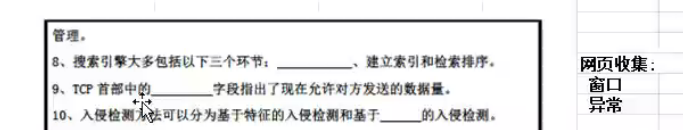 管理。
8、搜索引擎大多包括以下三个环节：__________、建立索引和检索排序。
9、TCP 首部中的________字段指出了现在允许对方发送的数据量。
10、入侵检测方法可以分为基于特征的入侵检测和基于_____的入侵检测。
网页收集：
窗口
异常